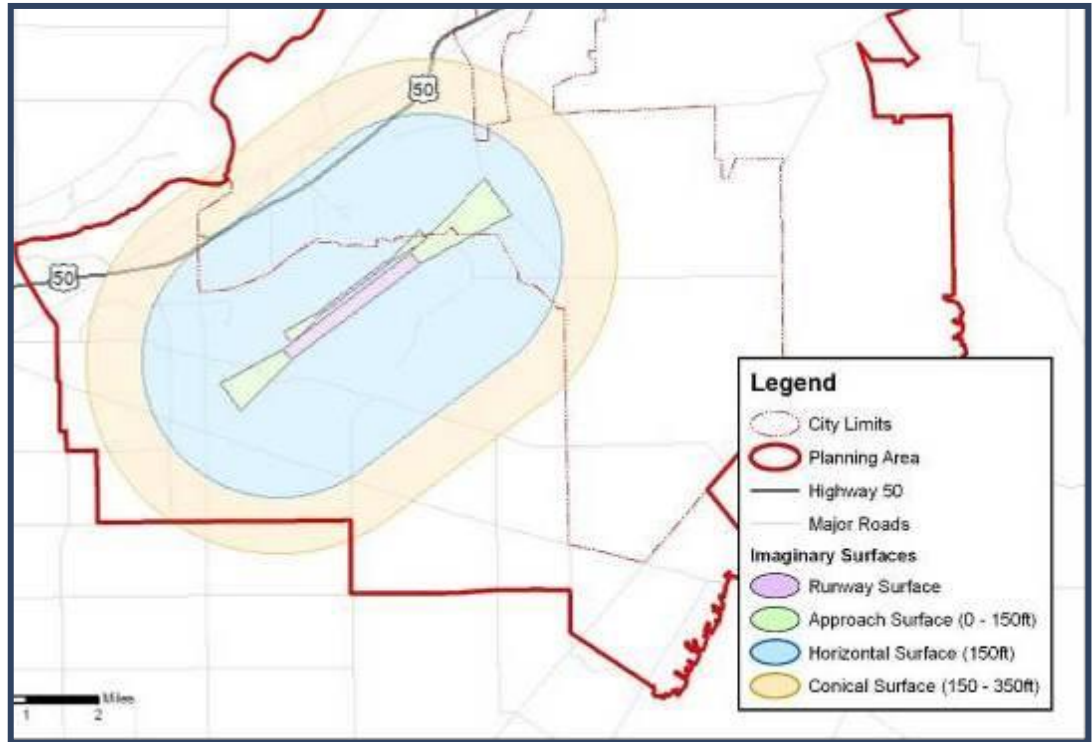 50
50
Legend
City Limits
Planning Area
Highway 50
Major Roads
Imaginary Surfaces
Runway Surface
Approach Surface (0 - 150ft)
Horizontal Surface (150ft)
Conical Surface (150 - 350ft)
Miles
1 2